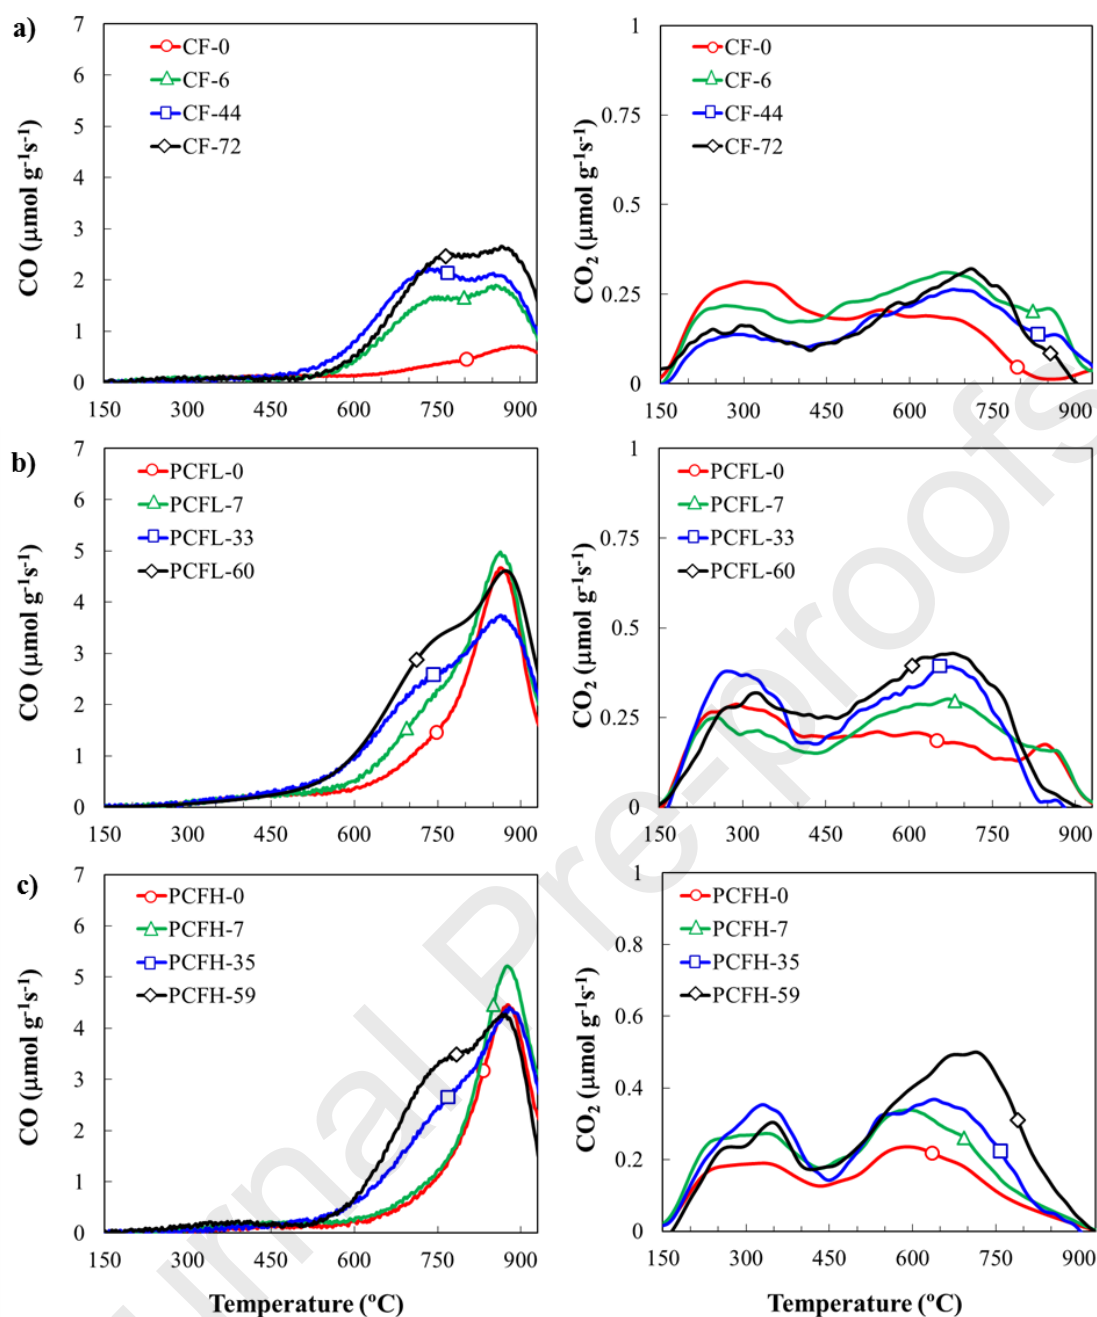 a)
7
6
5
4
3
2
1
0
CO (µmol g⁻¹s⁻¹)
CF-0
CF-6
CF-44
CF-72
150 300 450 600 750 900
1
0.75
0.5
0.25
0
CO₂ (µmol g⁻¹s⁻¹)
CF-0
CF-6
CF-44
CF-72
150 300 450 600 750 900
b)
7
6
5
4
3
2
1
0
CO (µmol g⁻¹s⁻¹)
PCFL-0
PCFL-7
PCFL-33
PCFL-60
150 300 450 600 750 900
1
0.75
0.5
0.25
0
CO₂ (µmol g⁻¹s⁻¹)
PCFL-0
PCFL-7
PCFL-33
PCFL-60
150 300 450 600 750 900
c)
7
6
5
4
3
2
1
0
CO (µmol g⁻¹s⁻¹)
PCFH-0
PCFH-7
PCFH-35
PCFH-59
150 300 450 600 750 900
Temperature (ºC)
1
0.8
0.6
0.4
0.2
0
CO₂ (µmol g⁻¹s⁻¹)
PCFH-0
PCFH-7
PCFH-35
PCFH-59
150 300 450 600 750 900
Temperature (ºC)
urnal Pre-proofs